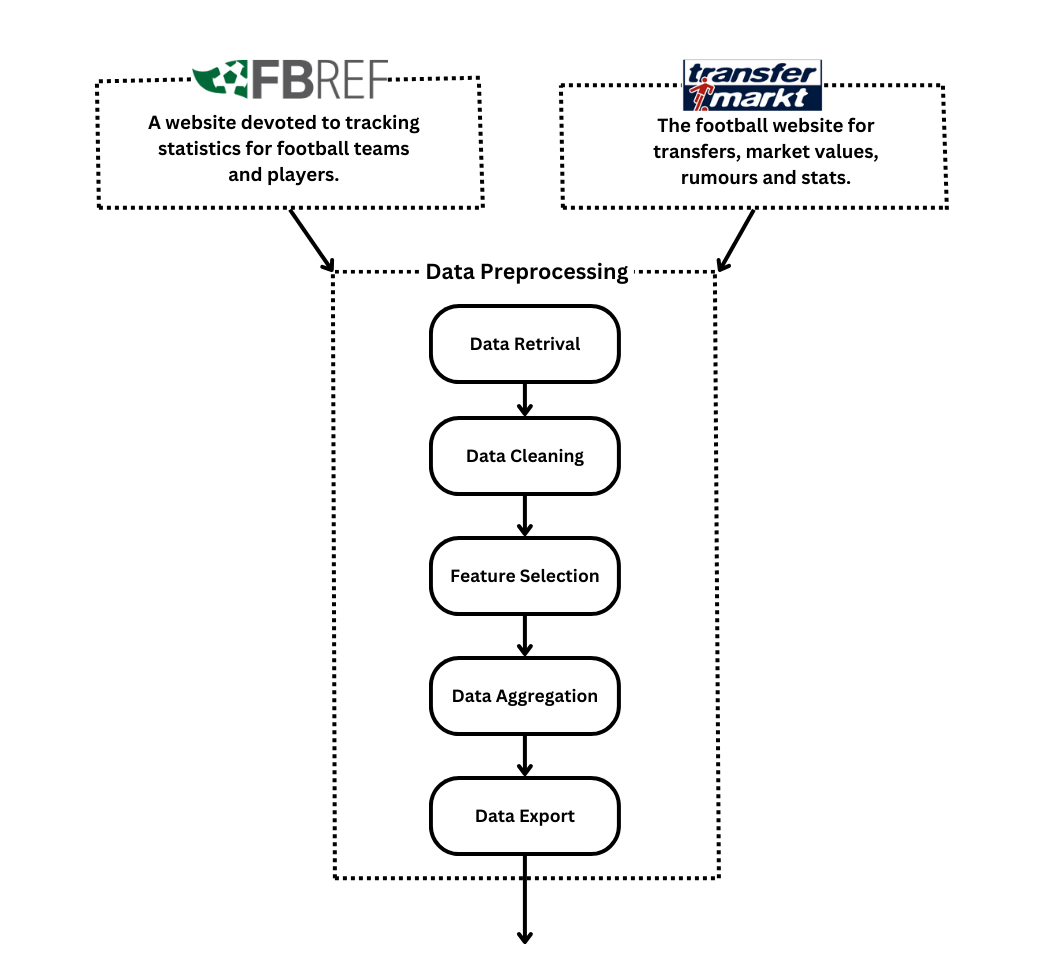 FBREF
A website devoted to tracking
statistics for football teams
and players.
transfer
markt
The football website for
transfers, market values,
rumours and stats.
Data Preprocessing
Data Retrival
Data Cleaning
Feature Selection
Data Aggregation
Data Export